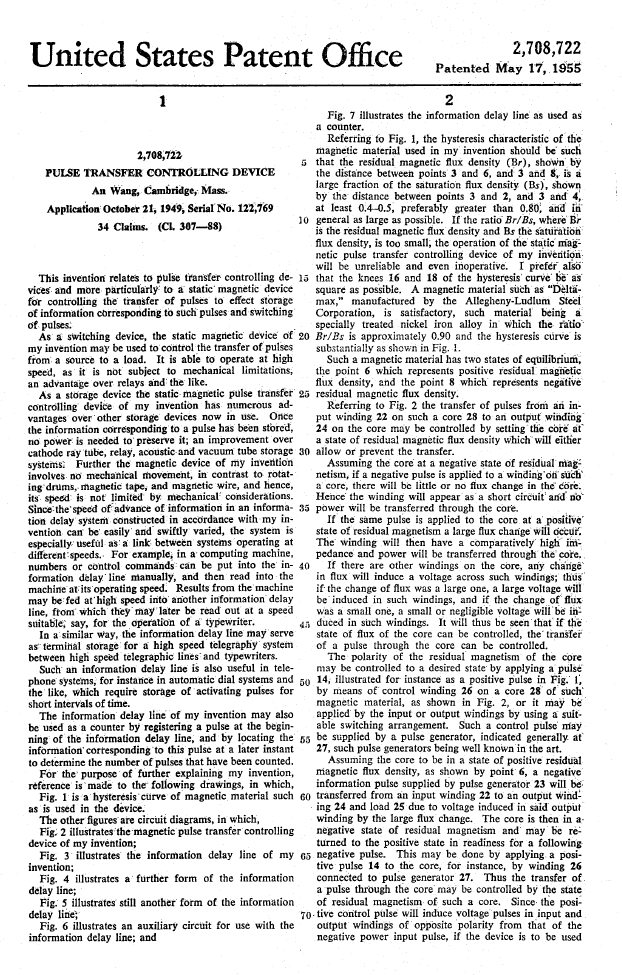 United States Patent Office
2,708,722
Patented May 17, 1955
1
2,708,722
PULSE TRANSFER CONTROLLING DEVICE
An Wang, Cambridge, Mass.
Application October 21, 1949, Serial No. 122,769
34 Claims. (Cl. 307—88)
This invention relates to pulse transfer controlling de-
vices and more particularly to a static magnetic device
for controlling the transfer of pulses to effect storage
of information corresponding to such pulses and switching
of pulses.
As a switching device, the static magnetic device of
my invention may be used to control the transfer of pulses
from a source to a load. It is able to operate at high
speed, as it is not subject to mechanical limitations,
an advantage over relays and the like.
As a storage device the static magnetic pulse transfer
controlling device of my invention has numerous ad-
vantages over other storage devices now in use. Once
the information corresponding to a pulse has been stored,
no power is needed to preserve it; an improvement over
cathode ray tube, relay, acoustic and vacuum tube storage
systems. Further the magnetic device of my invention
involves no mechanical movement, in contrast to rotat-
ing drums, magnetic tape, and magnetic wire, and hence,
its speed is not limited by mechanical considerations.
Since the speed of advance of information in an informa-
tion delay system constructed in accordance with my in-
vention can be easily and swiftly varied, the system is
especially useful as a link between systems operating at
different speeds. For example, in a computing machine,
numbers or control commands can be put into the in-
formation delay line manually, and then read into the
machine at its operating speed. Results from the machine
may be fed at high speed into another information delay
line, from which they may later be read out at a speed
suitable, say, for the operation of a typewriter.
In a similar way, the information delay line may serve
as terminal storage for a high speed telegraphy system
between high speed telegraphic lines and typewriters.
Such an information delay line is also useful in tele-
phone systems, for instance in automatic dial systems and
the like, which require storage of activating pulses for
short intervals of time.
The information delay line of my invention may also
be used as a counter by registering a pulse at the begin-
ning of the information delay line, and by locating the
information corresponding to this pulse at a later instant
to determine the number of pulses that have been counted.
For the purpose of further explaining my invention,
reference is made to the following drawings, in which,
Fig. 1 is a hysteresis curve of magnetic material such
as is used in the device.
The other figures are circuit diagrams, in which,
Fig. 2 illustrates the magnetic pulse transfer controlling
device of my invention;
Fig. 3 illustrates the information delay line of my
invention;
Fig. 4 illustrates a further form of the information
delay line;
Fig. 5 illustrates still another form of the information
delay line;
Fig. 6 illustrates an auxiliary circuit for use with the
information delay line; and
2
Fig. 7 illustrates the information delay line as used as
a counter.
Referring to Fig. 1, the hysteresis characteristic of the
magnetic material used in my invention should be such
5 that the residual magnetic flux density (Br), shown by
the distance between points 3 and 6, and 3 and 8, is a
large fraction of the saturation flux density (Bs), shown
by the distance between points 3 and 2, and 3 and 4,
at least 0.4–0.5, preferably greater than 0.80, and in
10 general as large as possible. If the ratio Br/Bs, where Br
is the residual magnetic flux density and Bs the saturation
flux density, is too small, the operation of the static mag-
netic pulse transfer controlling device of my invention
will be unreliable and even inoperative. I prefer also
15 that the knees 16 and 18 of the hysteresis curve be as
square as possible. A magnetic material such as "Delta-
max," manufactured by the Allegheny-Ludlum Steel
Corporation, is satisfactory, such material being a
specially treated nickel iron alloy in which the ratio
20 Br/Bs is approximately 0.90 and the hysteresis curve is
substantially as shown in Fig. 1.
Such a magnetic material has two states of equilibrium,
the point 6 which represents positive residual magnetic
flux density, and the point 8 which represents negative
25 residual magnetic flux density.
Referring to Fig. 2 the transfer of pulses from an in-
put winding 22 on such a core 28 to an output winding
24 on the core may be controlled by setting the core at
a state of residual magnetic flux density which will either
30 allow or prevent the transfer.
Assuming the core at a negative state of residual mag-
netism, if a negative pulse is applied to a winding on such
a core, there will be little or no flux change in the core.
Hence the winding will appear as a short circuit and no
35 power will be transferred through the core.
If the same pulse is applied to the core at a positive
state of residual magnetism a large flux change will occur.
The winding will then have a comparatively high im-
pedance and power will be transferred through the core.
40 If there are other windings on the core, any change
in flux will induce a voltage across such windings; thus
if the change of flux was a large one, a large voltage will
be induced in such windings, and if the change of flux
was a small one, a small or negligible voltage will be in-
45 duced in such windings. It will thus be seen that if the
state of flux of the core can be controlled, the transfer
of a pulse through the core can be controlled.
The polarity of the residual magnetism of the core
may be controlled to a desired state by applying a pulse
50 14, illustrated for instance as a positive pulse in Fig. 1,
by means of control winding 26 on a core 28 of such
magnetic material, as shown in Fig. 2, or it may be
applied by the input or output windings by using a suit-
able switching arrangement. Such a control pulse may
55 be supplied by a pulse generator, indicated generally at
27, such pulse generators being well known in the art.
Assuming the core to be in a state of positive residual
magnetic flux density, as shown by point 6, a negative
information pulse supplied by pulse generator 23 will be
60 transferred from an input winding 22 to an output wind-
ing 24 and load 25 due to voltage induced in said output
winding by the large flux change. The core is then in a
negative state of residual magnetism and may be re-
turned to the positive state in readiness for a following
65 negative pulse. This may be done by applying a posi-
tive pulse 14 to the core, for instance, by winding 26
connected to pulse generator 27. Thus the transfer of
a pulse through the core may be controlled by the state
of residual magnetism of such a core. Since the posi-
70 tive control pulse will induce voltage pulses in input and
output windings of opposite polarity from that of the
negative power input pulse, if the device is to be used